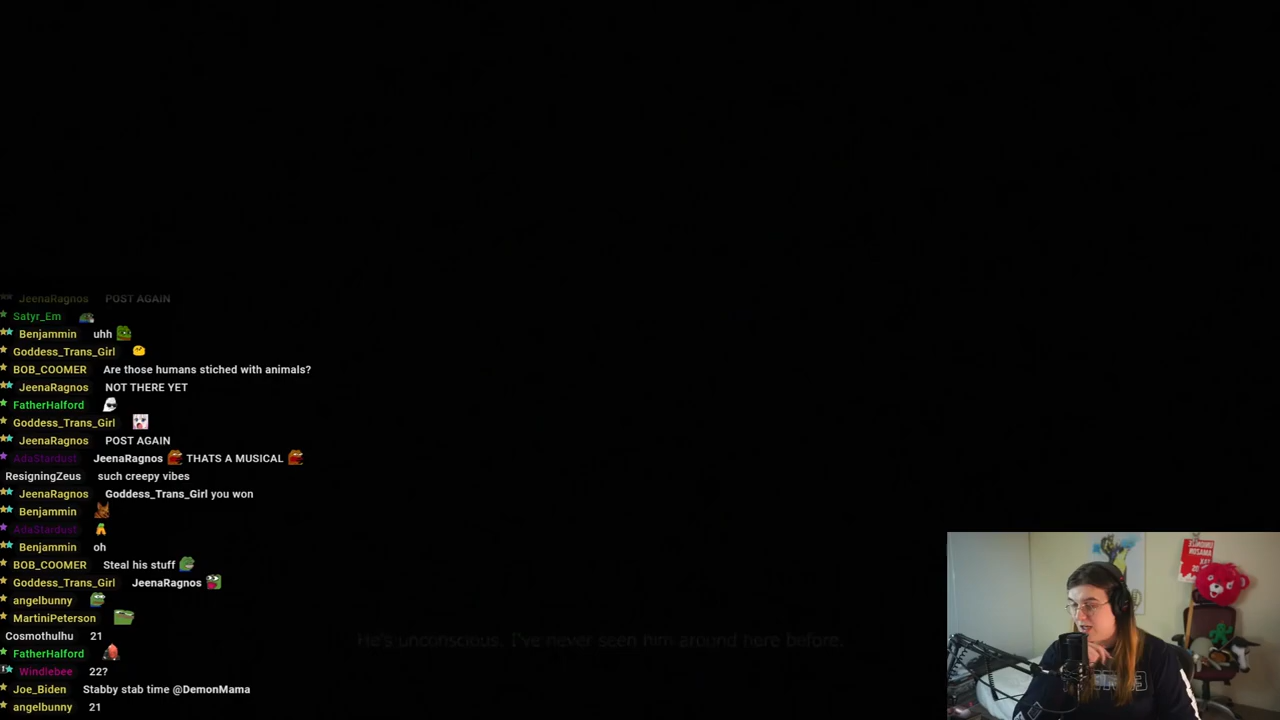 JeenaRagnos POST AGAIN
Satyr_Em
Benjammin uhh
Goddess_Trans_Girl
BOB_COOMER Are those humans stiched with animals?
JeenaRagnos NOT THERE YET
FatherHalford
Goddess_Trans_Girl
JeenaRagnos POST AGAIN
AdaStardust JeenaRagnos THATS A MUSICAL
ResigningZeus such creepy vibes
JeenaRagnos Goddess_Trans_Girl you won
Benjammin
AdaStardust
Benjammin oh
BOB_COOMER Steal his stuff
Goddess_Trans_Girl JeenaRagnos
angelbunny
MartiniPeterson
Cosmothulhu 21
FatherHalford
Windlebee 22?
Joe_Biden Stabby stab time @DemonMama
angelbunny 21
He's unconscious. I've never seen him around here before.